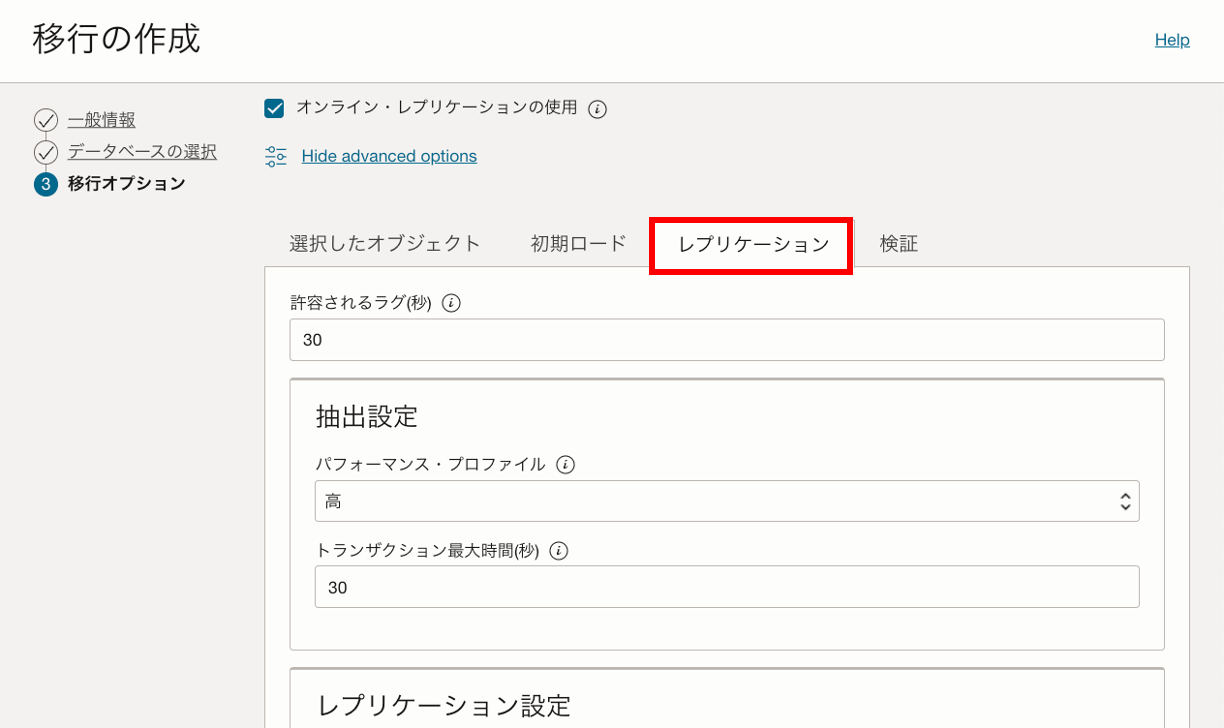 移行の作成
Help
一般情報
データベースの選択
3 移行オプション
オンライン・レプリケーションの使用
Hide advanced options
選択したオブジェクト 初期ロード レプリケーション 検証
許容されるラグ(秒)
30
抽出設定
パフォーマンス・プロファイル
高
トランザクション最大時間(秒)
30
レプリケーション設定